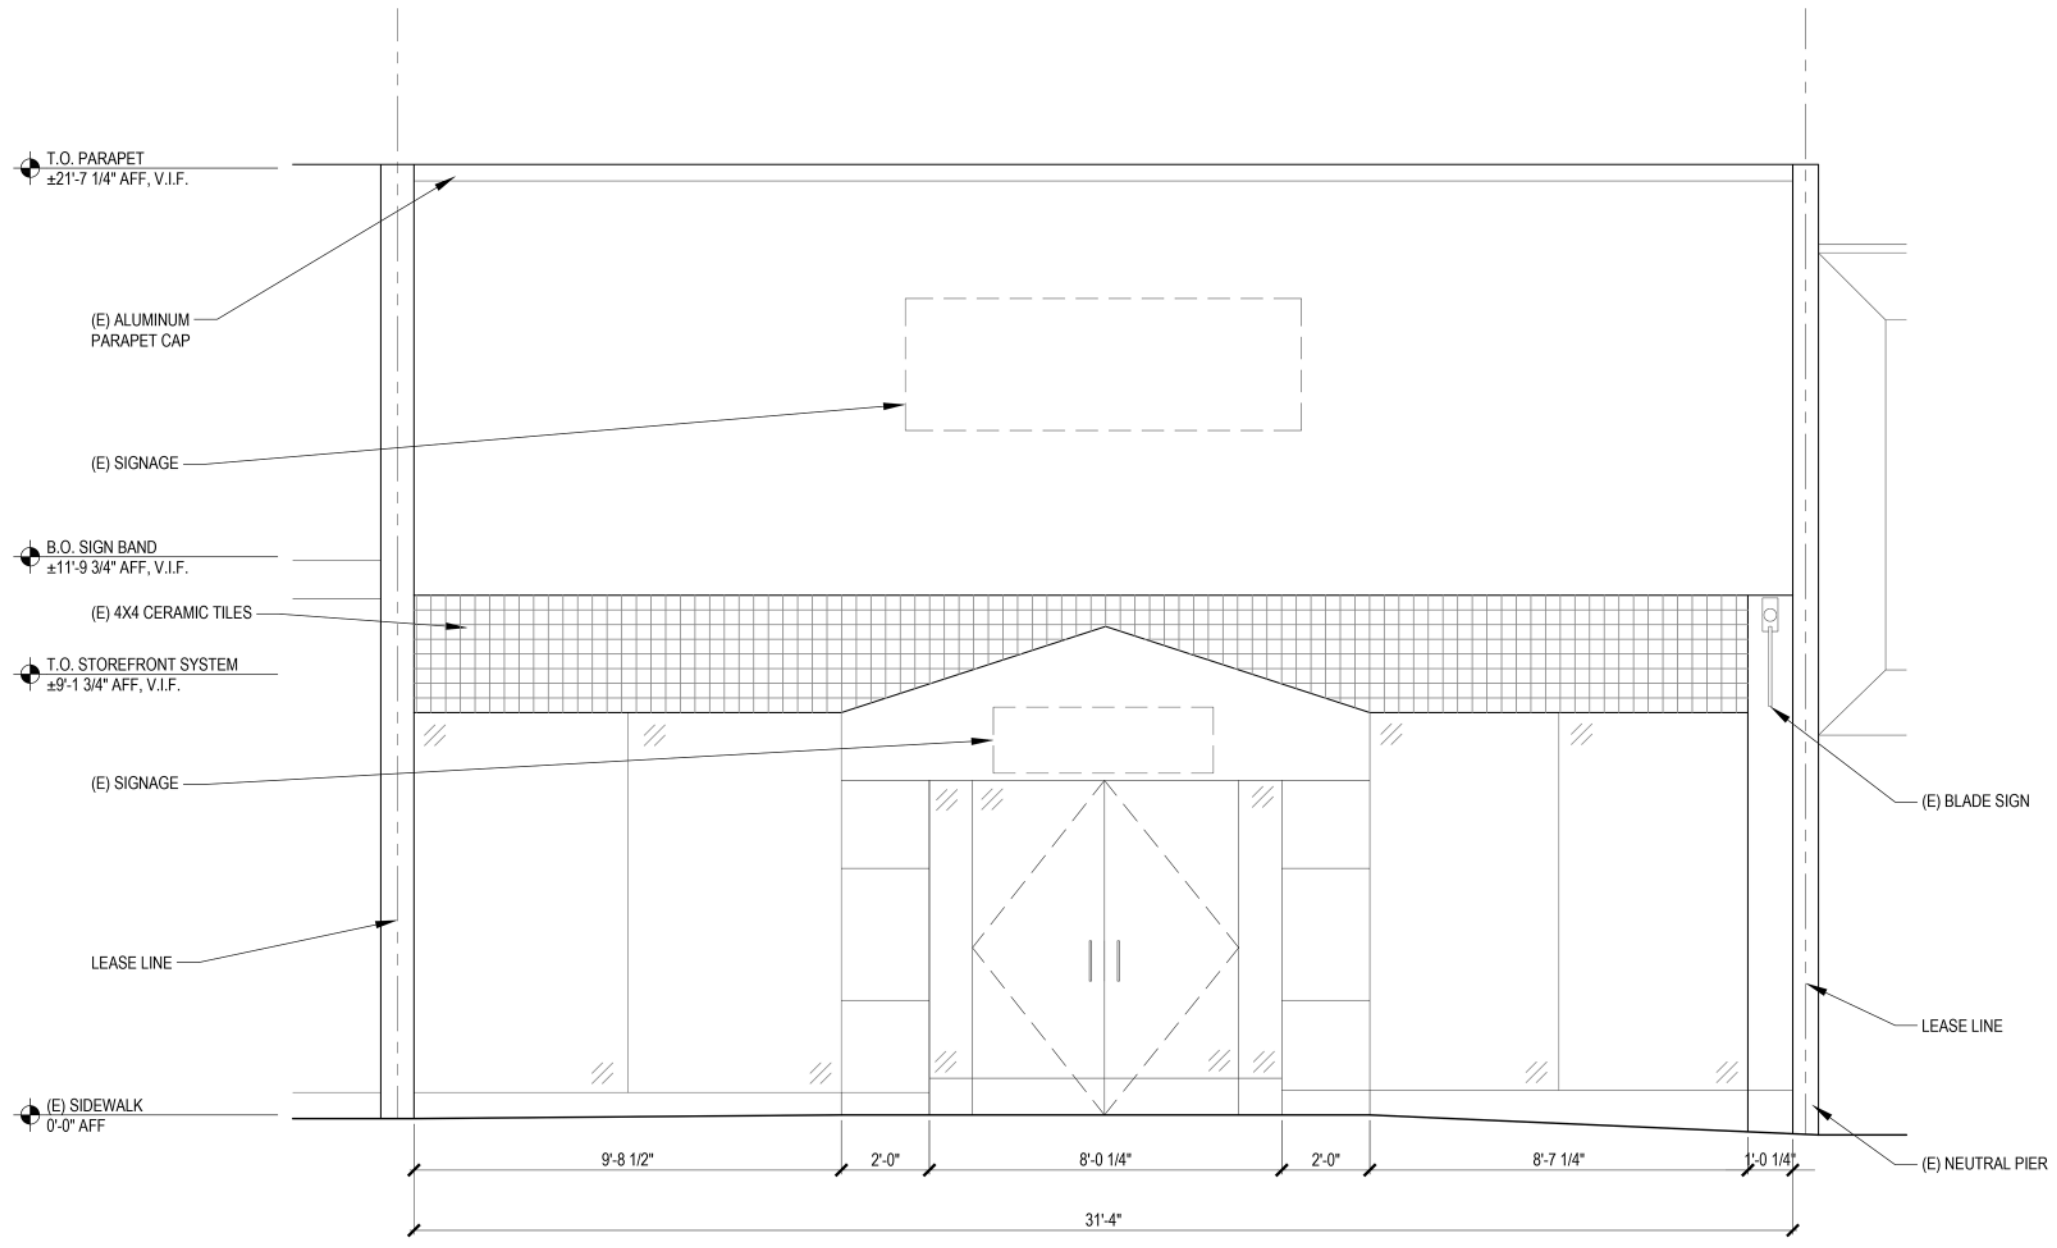 T.O. PARAPET
±21'-7 1/4" AFF, V.I.F.
(E) ALUMINUM
PARAPET CAP
(E) SIGNAGE
B.O. SIGN BAND
±11'-9 3/4" AFF, V.I.F.
(E) 4X4 CERAMIC TILES
T.O. STOREFRONT SYSTEM
±9'-1 3/4" AFF, V.I.F.
(E) SIGNAGE
(E) BLADE SIGN
LEASE LINE
LEASE LINE
(E) SIDEWALK
0'-0" AFF
9'-8 1/2"
2'-0"
8'-0 1/4"
2'-0"
8'-7 1/4"
1'-0 1/4"
(E) NEUTRAL PIER
31'-4"